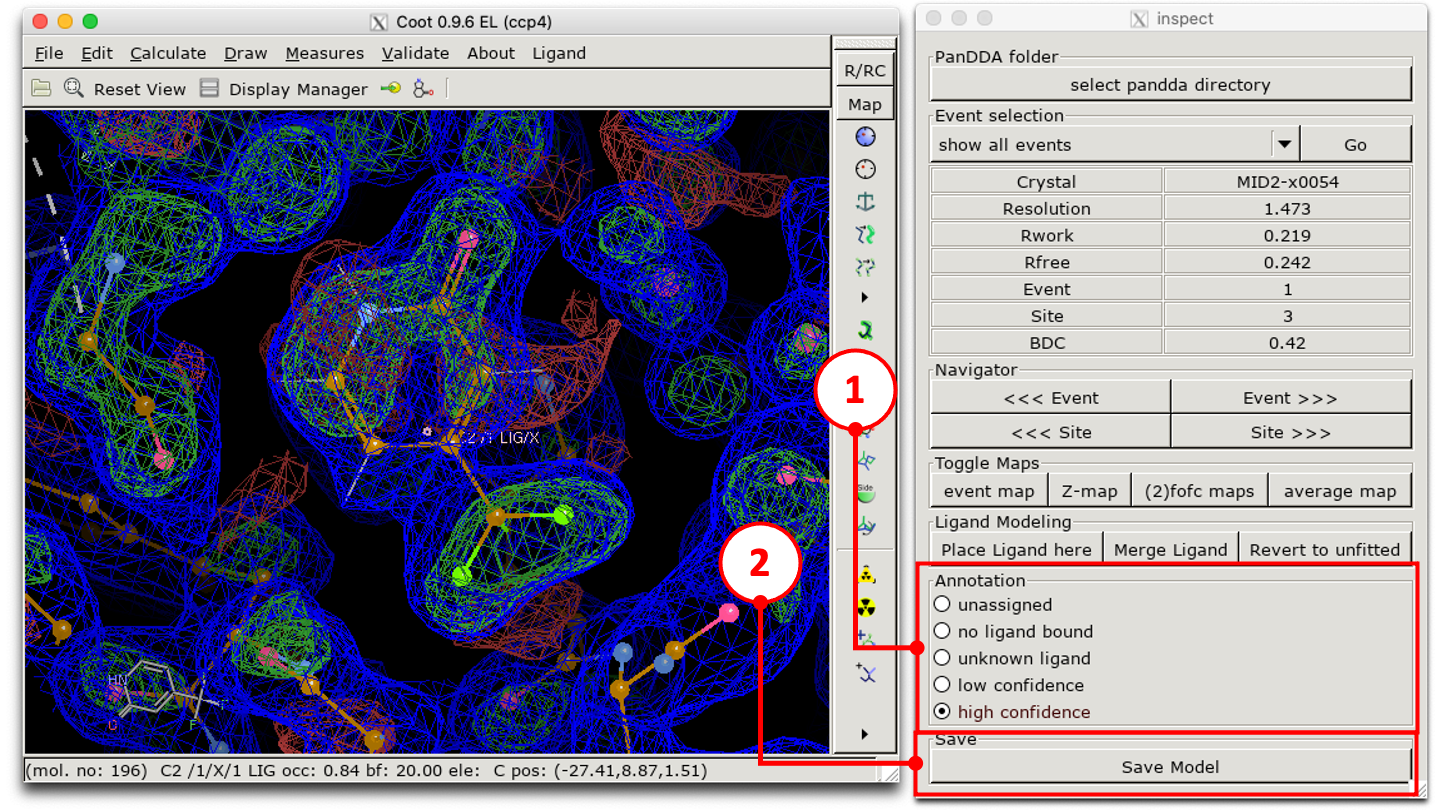 Coot 0.9.6 EL (ccp4)
File Edit Calculate Draw Measures Validate About Ligand
Reset View Display Manager
R/RC
Map
Side
LIG/X
HN
O
F
1
2
(mol. no: 196) C2 /1/X/1 LIG occ: 0.84 bf: 20.00 ele: C pos: (-27.41,8.87,1.51)
inspect
PanDDA folder
select pandda directory
Event selection
show all events Go
Crystal MID2-x0054
Resolution 1.473
Rwork 0.219
Rfree 0.242
Event 1
Site 3
BDC 0.42
Navigator
<<< Event Event >>>
<<< Site Site >>>
Toggle Maps
event map Z-map (2)fofc maps average map
Ligand Modeling
Place Ligand here Merge Ligand Revert to unfitted
Annotation
unassigned
no ligand bound
unknown ligand
low confidence
high confidence
Save
Save Model